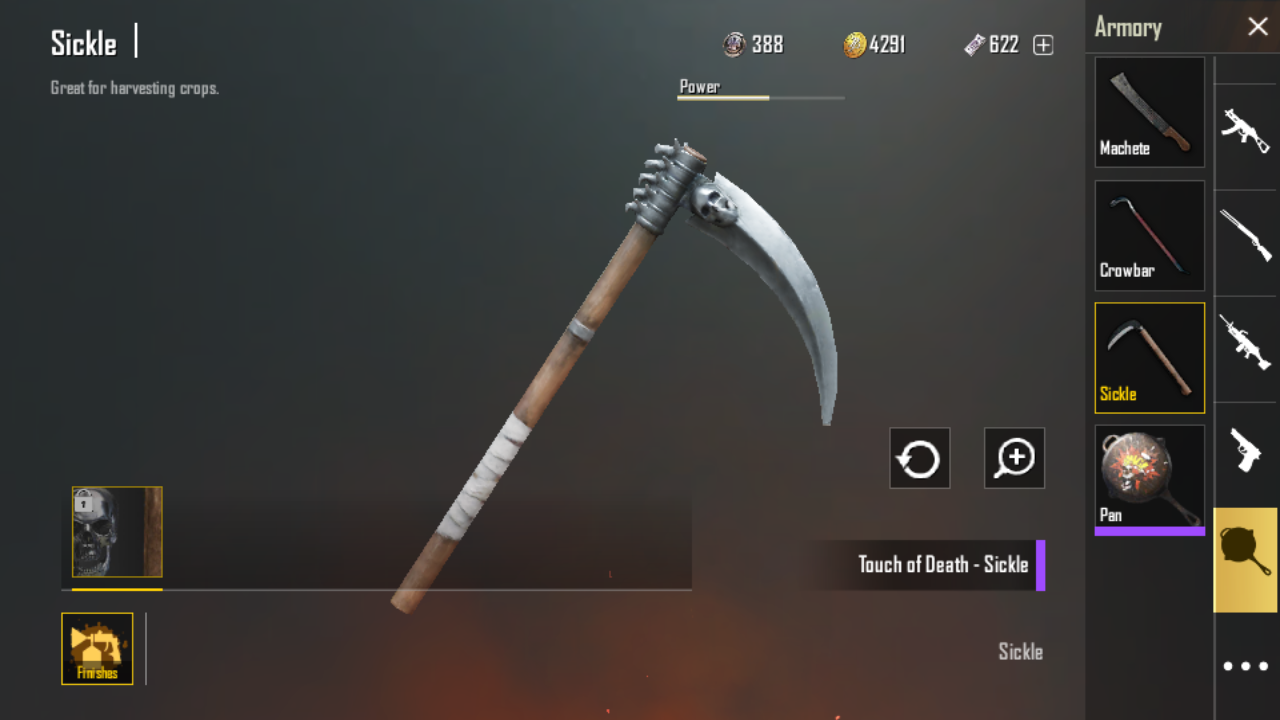 Sickle
Great for harvesting crops.
388
4291
622
Power
Armory
Machete
Crowbar
Sickle
Pan
1
Touch of Death - Sickle
Sickle
Finishes